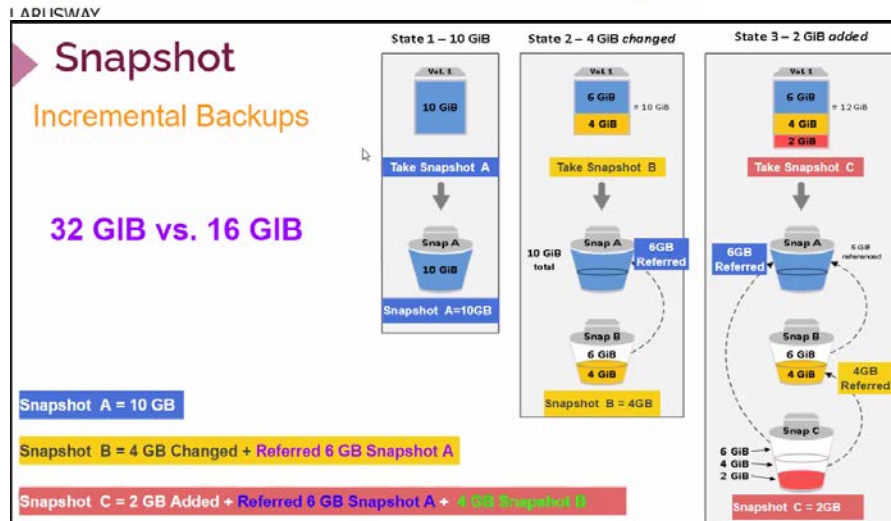 LARUSWAY
Snapshot
Incremental Backups
32 GIB vs. 16 GIB
Snapshot A = 10 GB
Snapshot B = 4 GB Changed + Referred 6 GB Snapshot A
Snapshot C = 2 GB Added + Referred 6 GB Snapshot A + 4 GB Snapahot B
State 1 – 10 GiB
Vol. 1
10 GiB
Take Snapshot A
Snap A
10 GiB
Snapshot A=10GB
State 2 – 4 GiB changed
Vol. 1
6 GiB
= 10 GiB
4 GiB
Take Snapshot B
Snap A
10 GiB
total
6GB
Referred
Snap B
6 GiB
4 GiB
Snapshot B = 4GB
State 3 – 2 GiB added
Vol. 1
6 GiB
= 12 GiB
4 GiB
2 GiB
Take Snapshot C
6GB
Referred
Snap A
6 GiB
referenced
Snap B
6 GiB
4 GiB
4GB
Referred
Snap C
6 GiB
4 GiB
2 GiB
Snapshot C = 2GB